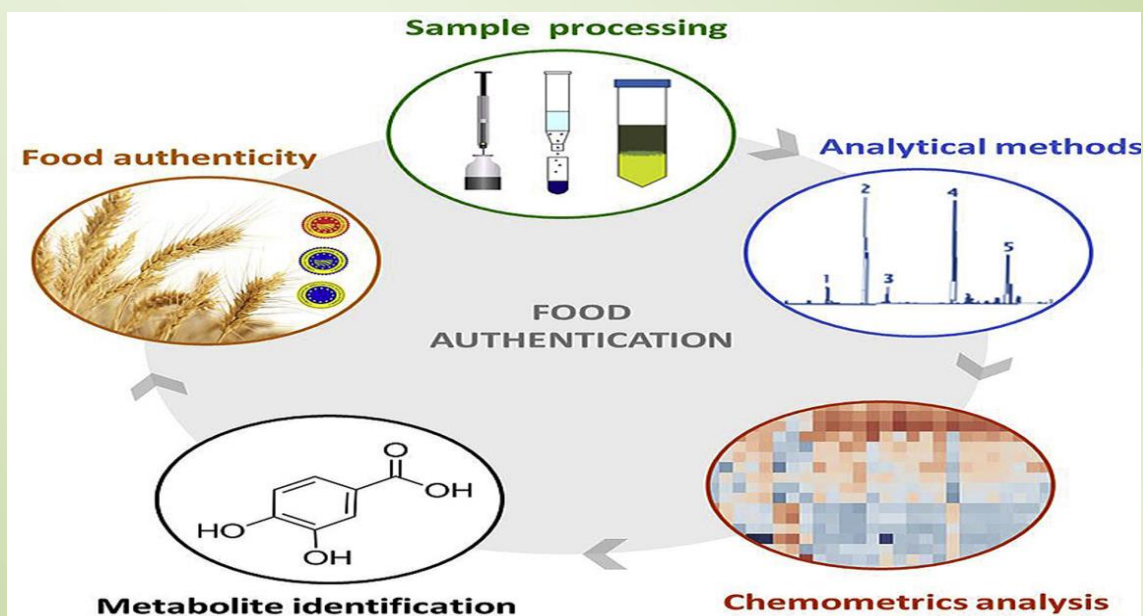 Sample processing
Food authenticity
Analytical methods
1
2
3
4
5
FOOD
AUTHENTICATION
O
OH
HO
OH
Metabolite identification
Chemometrics analysis